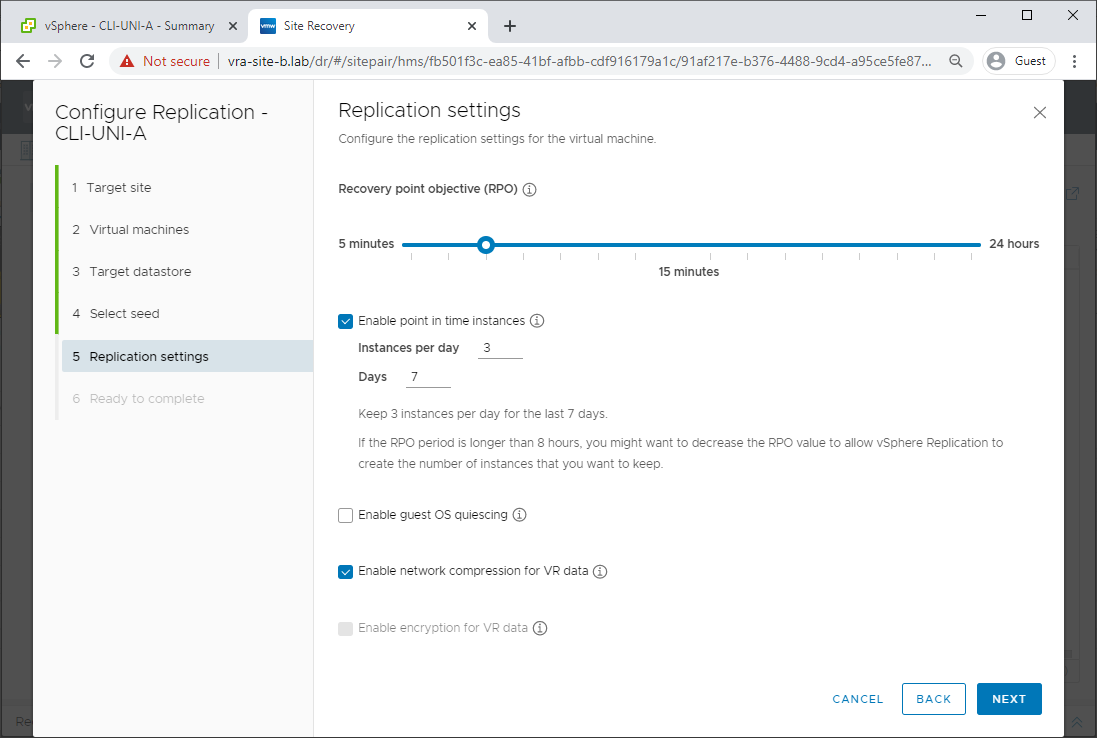 vSphere - CLI-UNI-A - Summary
vmw Site Recovery
Not secure | vra-site-b.lab/dr/#/sitepair/hms/fb501f3c-ea85-41bf-afbb-cdf916179a1c/91af217e-b376-4488-9cd4-a95ce5fe87...
Guest
Configure Replication -
CLI-UNI-A
1 Target site
2 Virtual machines
3 Target datastore
4 Select seed
5 Replication settings
6 Ready to complete
Replication settings
Configure the replication settings for the virtual machine.
Recovery point objective (RPO)
5 minutes
24 hours
15 minutes
Enable point in time instances
Instances per day 3
Days 7
Keep 3 instances per day for the last 7 days.
If the RPO period is longer than 8 hours, you might want to decrease the RPO value to allow vSphere Replication to
create the number of instances that you want to keep.
Enable guest OS quiescing
Enable network compression for VR data
Enable encryption for VR data
CANCEL
BACK
NEXT